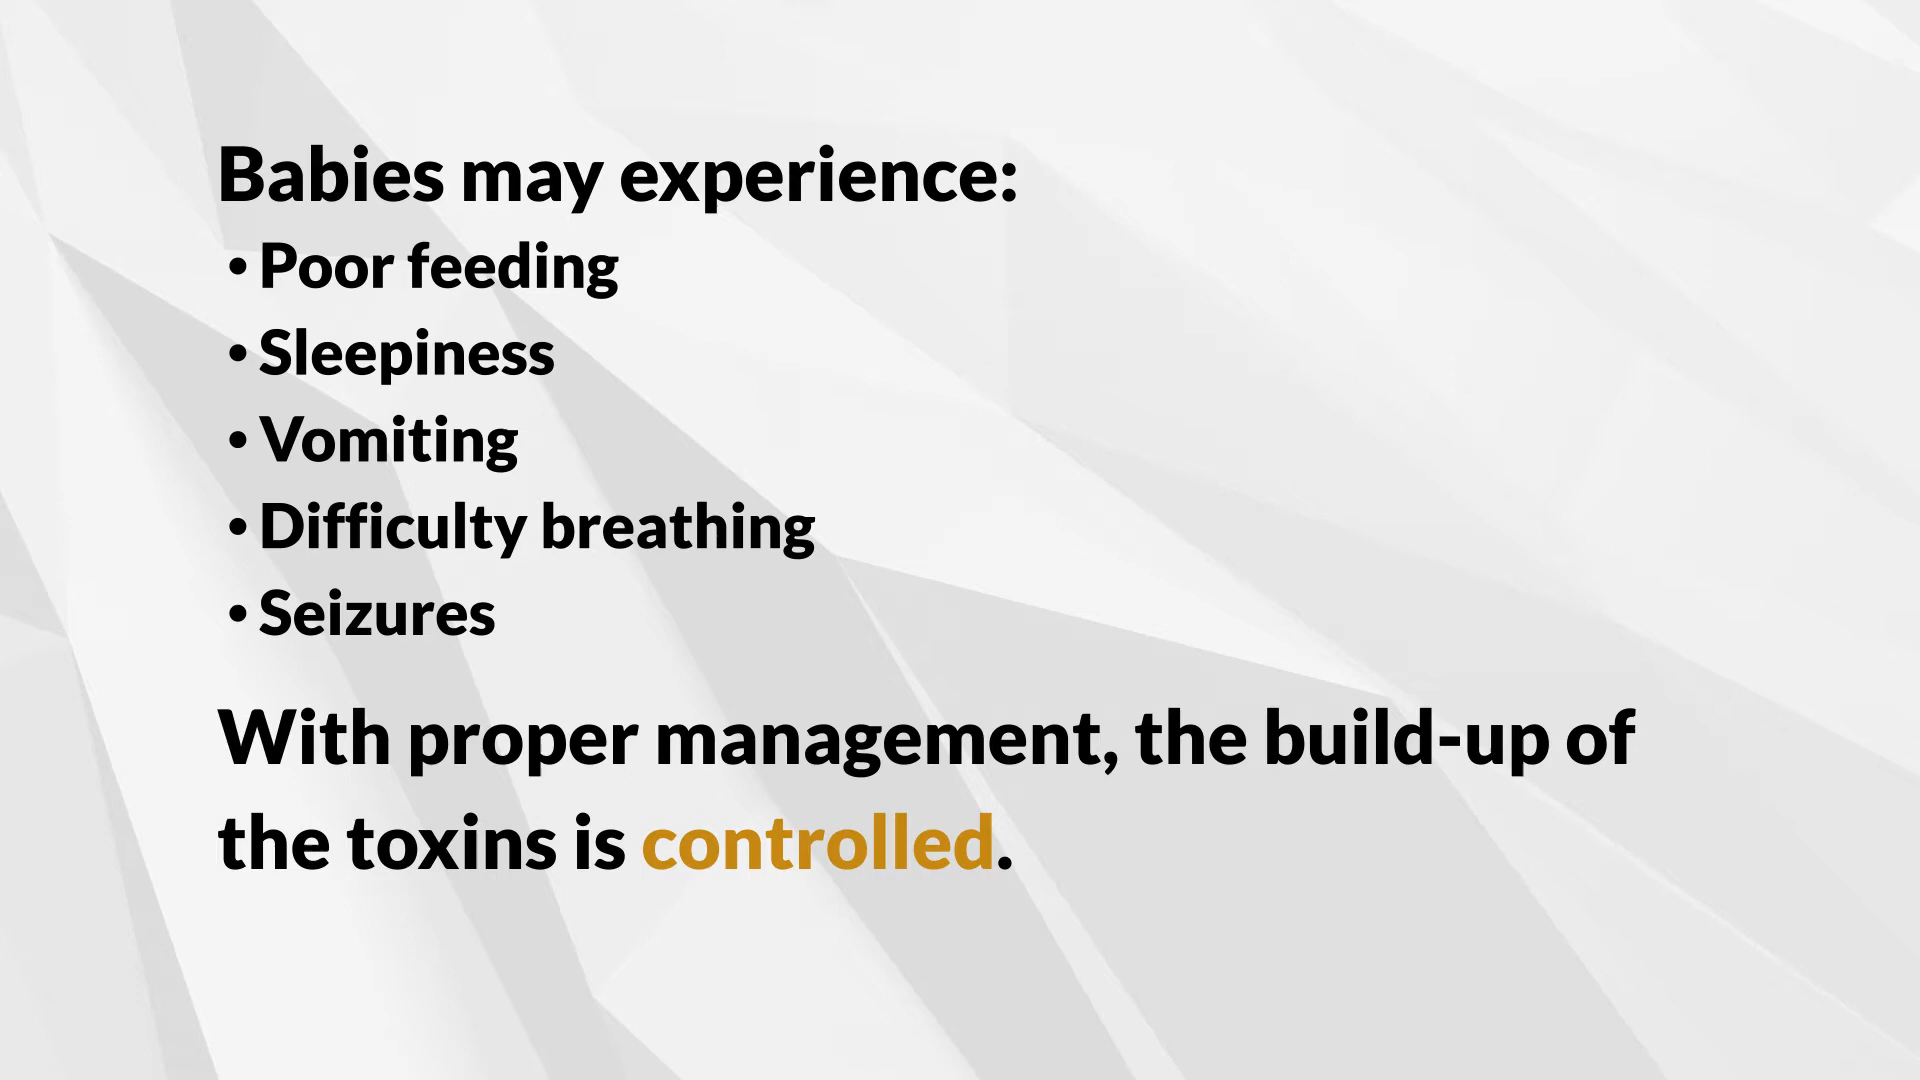 Babies may experience:
• Poor feeding
• Sleepiness
• Vomiting
• Difficulty breathing
• Seizures
With proper management, the build-up of
the toxins is controlled.